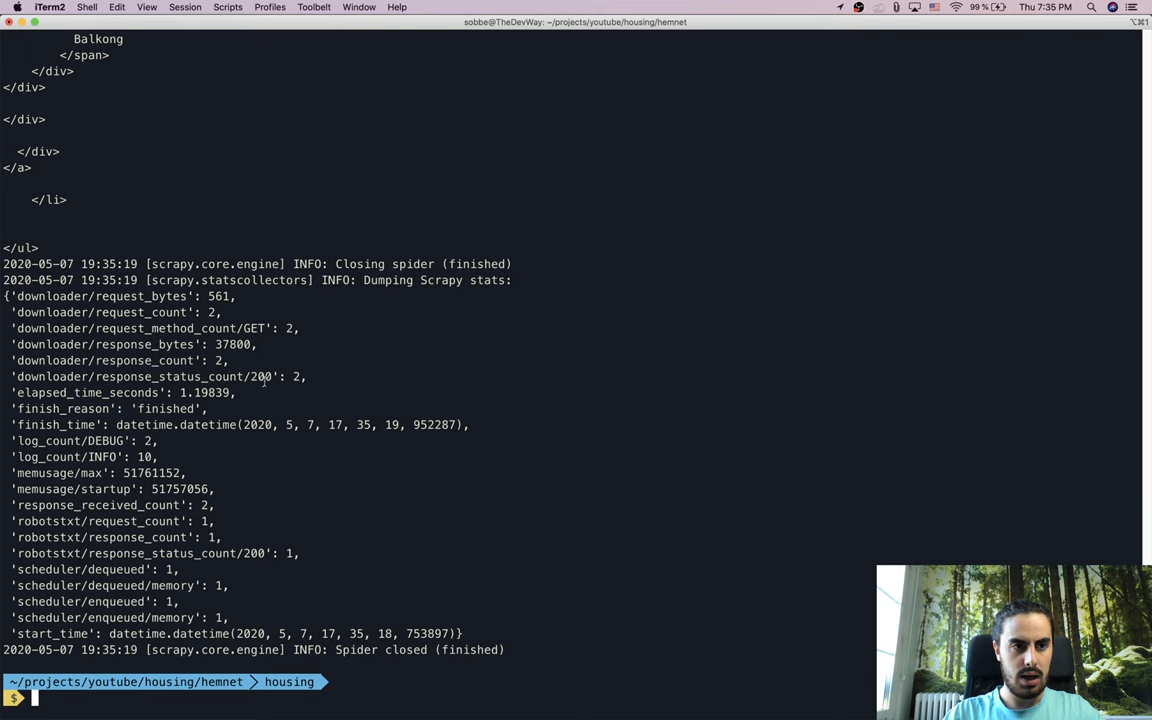 iTerm2 Shell Edit View Session Scripts Profiles Toolbelt Window Help 99 % Thu 7:35 PM
sobbe@TheDevWay: ~/projects/youtube/housing/hemnet ⌥⌘1
Balkong
</span>
</div>
</div>
</div>
</div>
</a>
</li>
</ul>
2020-05-07 19:35:19 [scrapy.core.engine] INFO: Closing spider (finished)
2020-05-07 19:35:19 [scrapy.statscollectors] INFO: Dumping Scrapy stats:
{'downloader/request_bytes': 561,
'downloader/request_count': 2,
'downloader/request_method_count/GET': 2,
'downloader/response_bytes': 37800,
'downloader/response_count': 2,
'downloader/response_status_count/200': 2,
'elapsed_time_seconds': 1.19839,
'finish_reason': 'finished',
'finish_time': datetime.datetime(2020, 5, 7, 17, 35, 19, 952287),
'log_count/DEBUG': 2,
'log_count/INFO': 10,
'memusage/max': 51761152,
'memusage/startup': 51757056,
'response_received_count': 2,
'robotstxt/request_count': 1,
'robotstxt/response_count': 1,
'robotstxt/response_status_count/200': 1,
'scheduler/dequeued': 1,
'scheduler/dequeued/memory': 1,
'scheduler/enqueued': 1,
'scheduler/enqueued/memory': 1,
'start_time': datetime.datetime(2020, 5, 7, 17, 35, 18, 753897)}
2020-05-07 19:35:19 [scrapy.core.engine] INFO: Spider closed (finished)
~/projects/youtube/housing/hemnet > housing
$